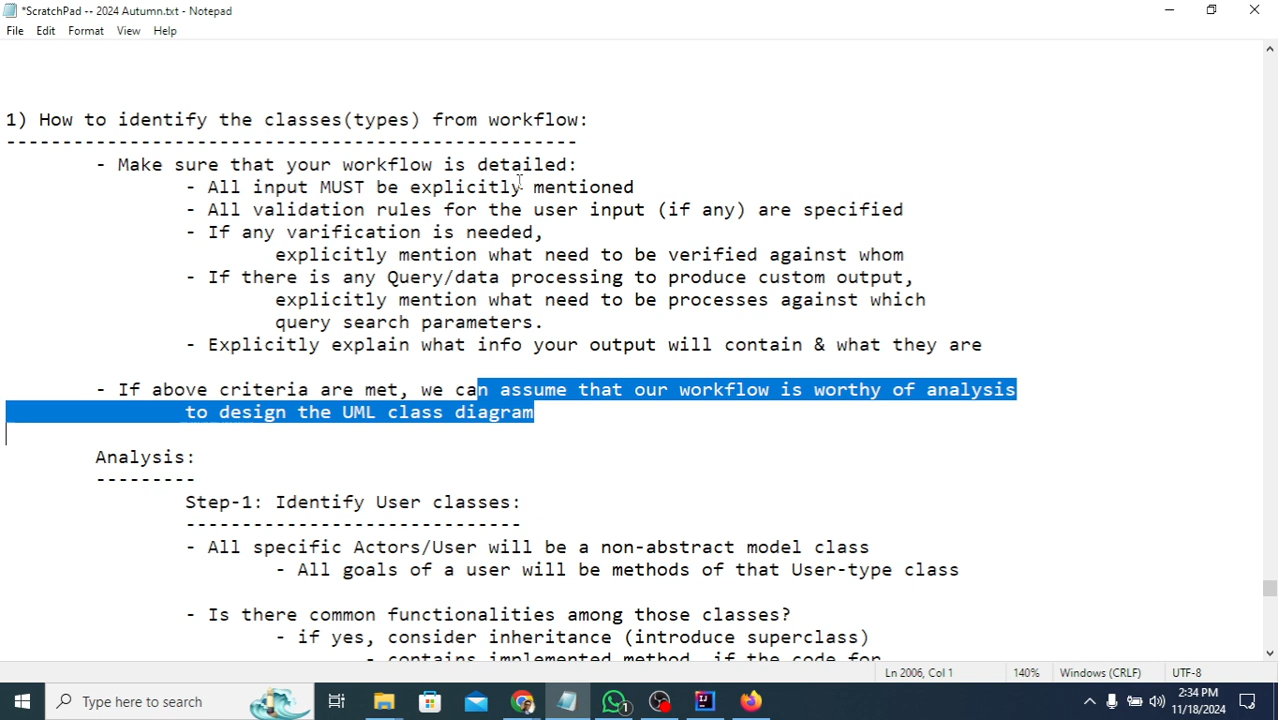 *ScratchPad -- 2024 Autumn.txt - Notepad
File Edit Format View Help
1) How to identify the classes(types) from workflow:
---------------------------------------------------
- Make sure that your workflow is detailed:
- All input MUST be explicitly mentioned
- All validation rules for the user input (if any) are specified
- If any varification is needed,
explicitly mention what need to be verified against whom
- If there is any Query/data processing to produce custom output,
explicitly mention what need to be processes against which
query search parameters.
- Explicitly explain what info your output will contain & what they are
- If above criteria are met, we can assume that our workflow is worthy of analysis
to design the UML class diagram
Analysis:
---------
Step-1: Identify User classes:
------------------------------
- All specific Actors/User will be a non-abstract model class
- All goals of a user will be methods of that User-type class
- Is there common functionalities among those classes?
- if yes, consider inheritance (introduce superclass)
- contains implemented method, if the code for
Ln 2006, Col 1 140% Windows (CRLF) UTF-8
Type here to search
1
2:34 PM
11/18/2024